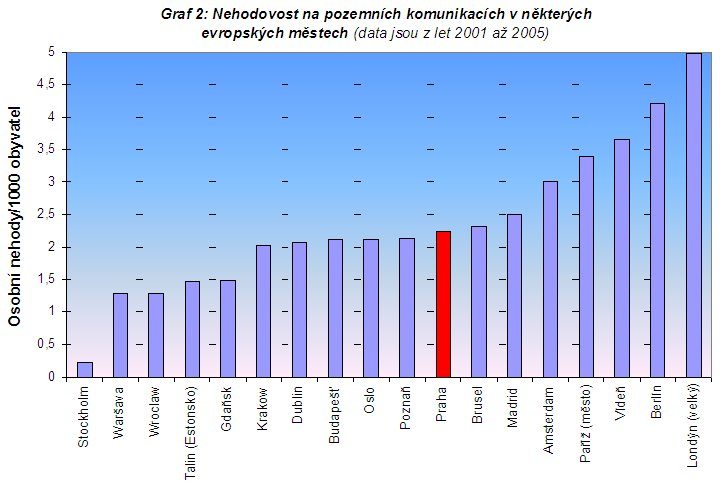 Graf 2: Nehodovost na pozemních komunikacích v některých
evropských městech (data jsou z let 2001 až 2005)
Osobní nehody/1000 obyvatel
5
4,5
4
3,5
3
2,5
2
1,5
1
0,5
0
Stockholm
Waršava
Wroclaw
Talin (Estonsko)
Gdaňsk
Krakow
Dublin
Budapešť
Oslo
Poznaň
Praha
Brusel
Madrid
Amsterdam
Paříž (město)
Vídeň
Berlín
Londýn (velký)